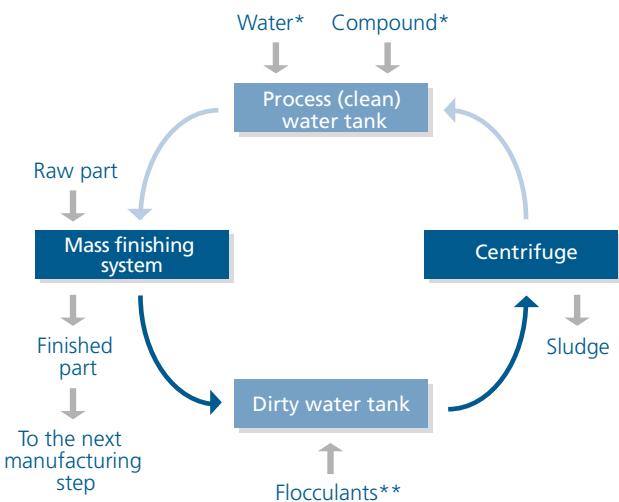 Water*
Compound*
Process (clean)
water tank
Raw part
Mass finishing
system
Centrifuge
Finished
part
Sludge
Dirty water tank
To the next
manufacturing
step
Flocculants**